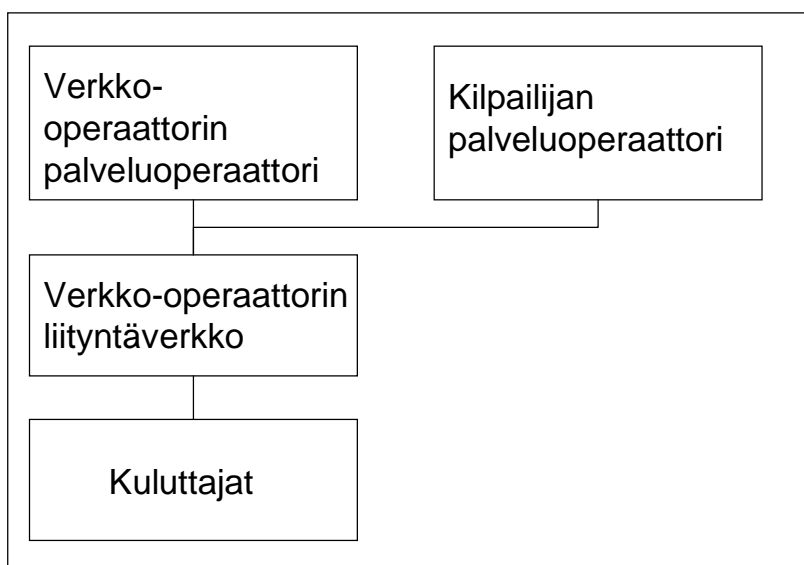 Verkko-
operaattorin
palveluoperaattori
Kilpailijan
palveluoperaattori
Verkko-operaattorin
liityntäverkko
Kuluttajat